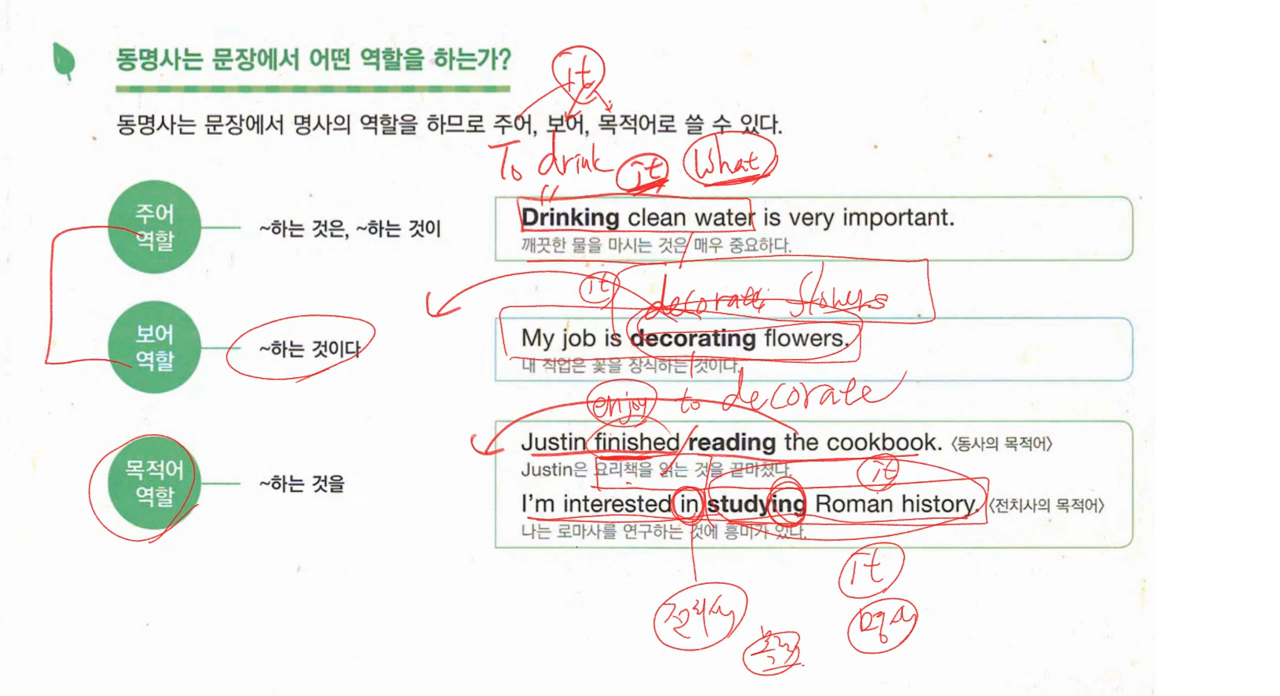 동명사는 문장에서 어떤 역할을 하는가?
it
동명사는 문장에서 명사의 역할을 하므로 주어, 보어, 목적어로 쓸 수 있다.
To drink it What
주어
역할
~하는 것은, ~하는 것이
Drinking clean water is very important.
깨끗한 물을 마시는 것은 매우 중요하다.
it
decorate flowers
보어
역할
~하는 것이다
My job is decorating flowers.
내 직업은 꽃을 장식하는 것이다.
enjoy to decorate
목적어
역할
~하는 것을
Justin finished reading the cookbook. <동사의 목적어>
Justin은 요리책을 읽는 것을 끝마쳤다.
it
I'm interested in studying Roman history. <전치사의 목적어>
나는 로마사를 연구하는 것에 흥미가 있다.
it
전치사
명사